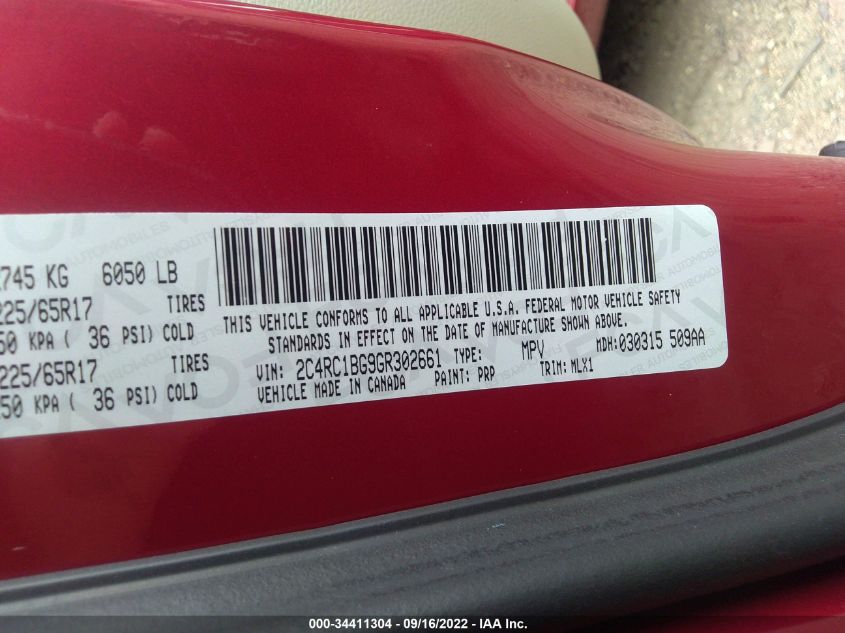 745 KG 6050 LB
225/65R17 TIRES
50 KPA ( 36 PSI) COLD
225/65R17 TIRES
50 KPA ( 36 PSI) COLD
THIS VEHICLE CONFORMS TO ALL APPLICABLE U.S.A. FEDERAL MOTOR VEHICLE SAFETY
STANDARDS IN EFFECT ON THE DATE OF MANUFACTURE SHOWN ABOVE.
VIN: 2C4RC1BG9GR302661 TYPE: MPV MDH: 030315 509AA
VEHICLE MADE IN CANADA PAINT: PRP TRIM: MLX1
000-34411304 - 09/16/2022 - IAA Inc.